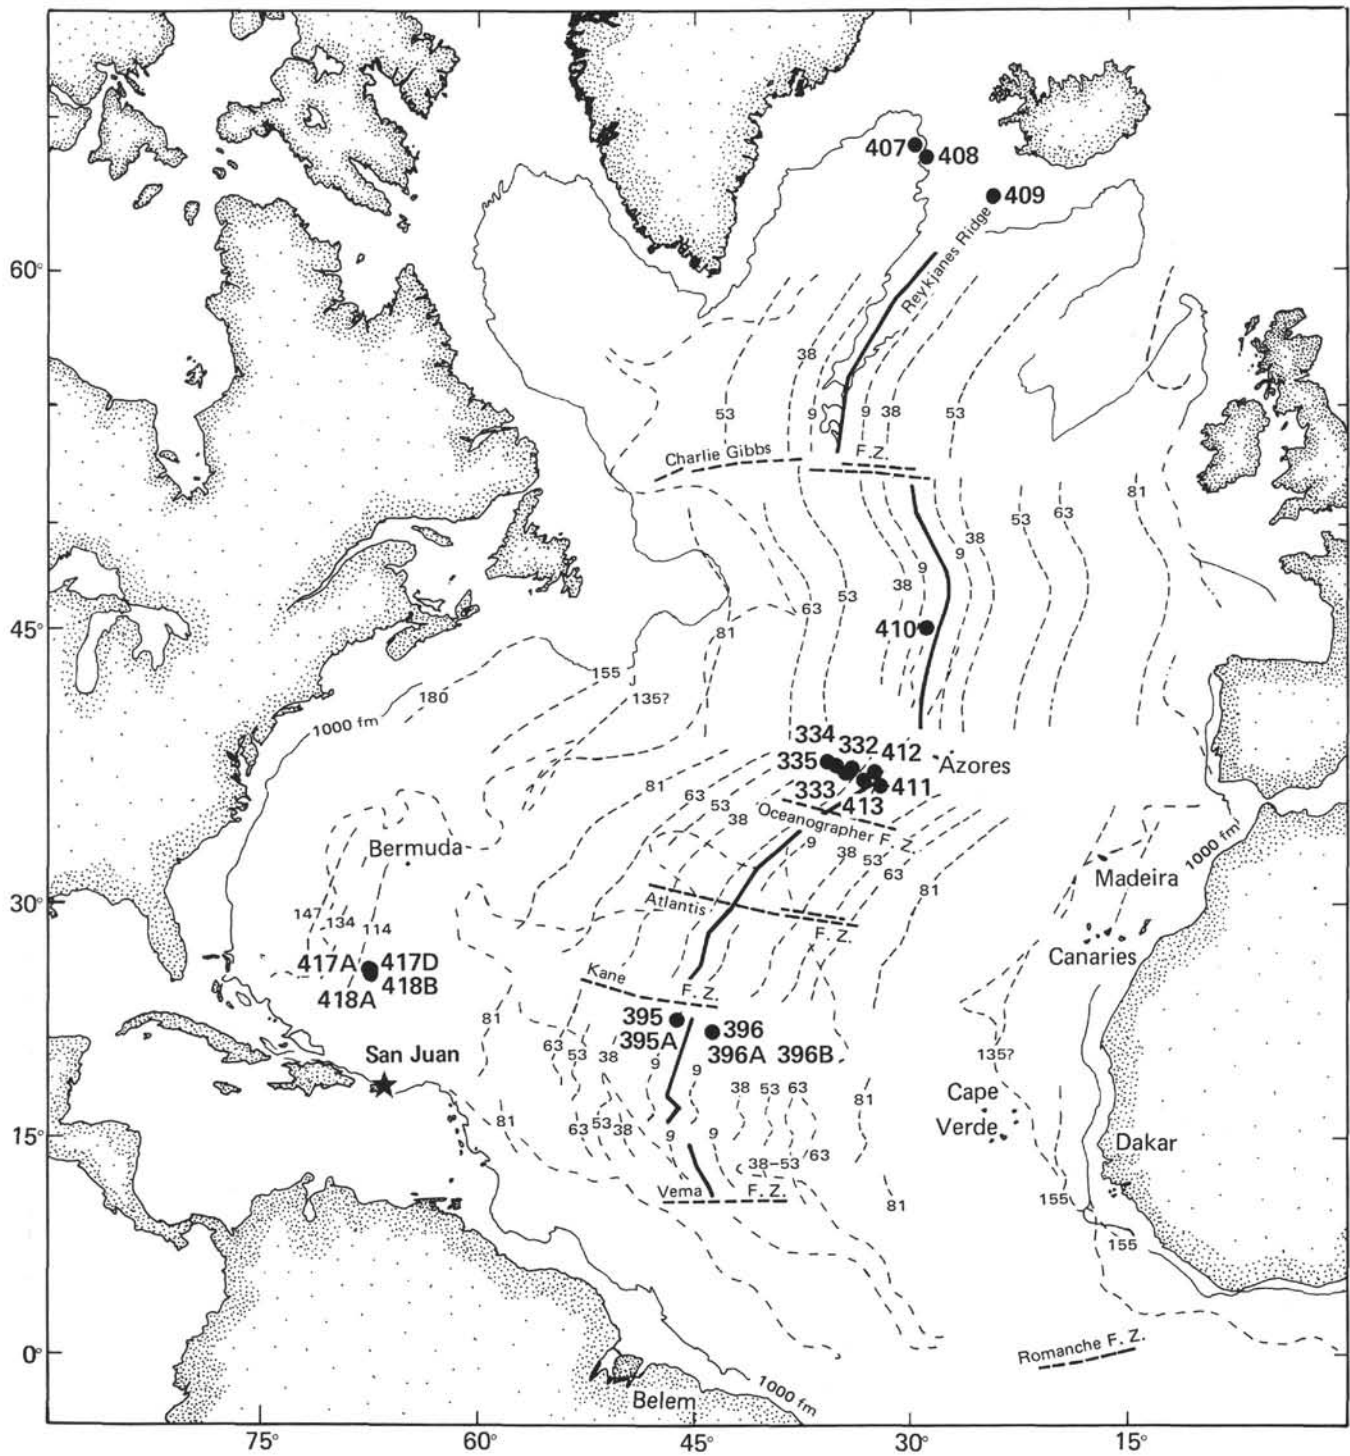 407
408
409
Reykjanes Ridge
60°
38
53
9
9
38
53
Charlie Gibbs
F.Z.
81
53
63
38
9
9
38
53
63
45°
410
81
155
135?
180
1000 fm
334
332
412
335
Azores
333
411
413
81
63
53
38
Oceanographer F. Z.
9
38
53
63
81
1000 fm
Bermuda
Madeira
30°
Atlantis
F. Z.
147
134
114
Canaries
417A
417D
418B
418A
Kane
F. Z.
81
395
396
395A
396A 396B
63
53
38
9
9
38
53
63
81
135?
San Juan
Cape
Verde
81
63
53
38
9
9
63
38–53
15°
Dakar
Vema
F. Z.
81
155
155
0°
Romanche F. Z.
1000 fm
Belem
75°
60°
45°
30°
15°